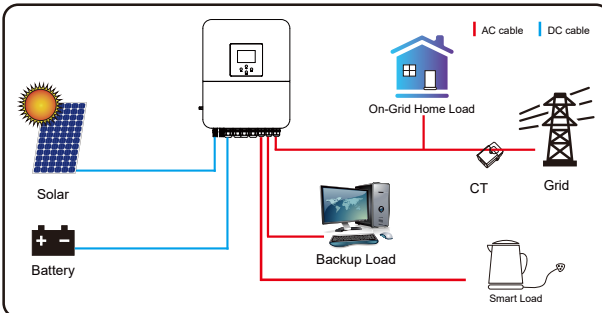 AC cable
DC cable
On-Grid Home Load
Solar
CT
Grid
Battery
Backup Load
Smart Load